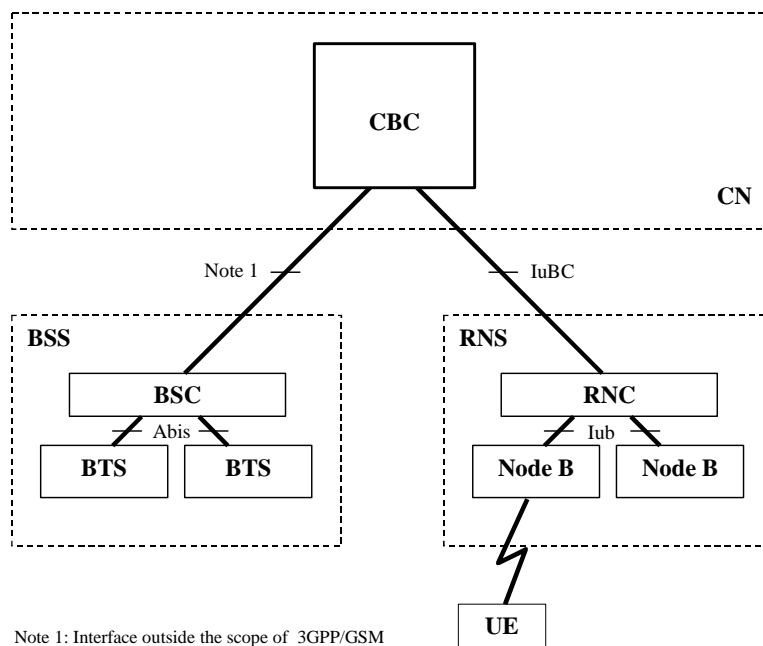 CBC
CN
Note 1
IuBC
BSS
RNS
BSC
RNC
Abis
Iub
BTS
BTS
Node B
Node B
UE
Note 1: Interface outside the scope of 3GPP/GSM